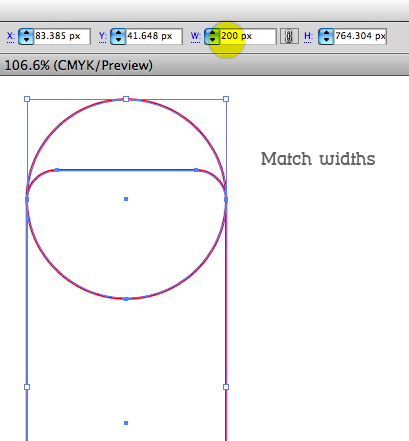 X: 83.385 px Y: 41.648 px W: 200 px H: 764.304 px
106.6% (CMYK/Preview)
Match widths